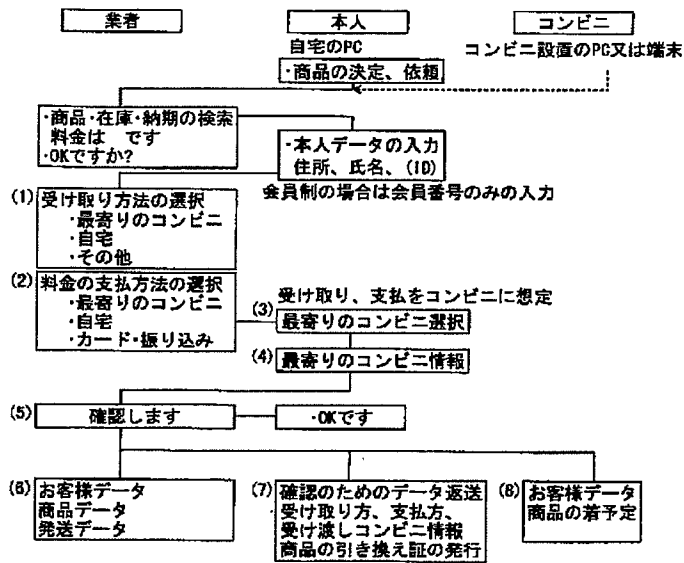 業者
本人
コンビニ
自宅のPC
コンビニ設置のPC又は端末
・商品の決定、依頼
・商品・在庫・納期の検索
料金は　です
・OKですか?
・本人データの入力
住所、氏名、(ID)
会員制の場合は会員番号のみの入力
(1) 受け取り方法の選択
・最寄りのコンビニ
・自宅
・その他
(2) 料金の支払方法の選択
・最寄りのコンビニ
・自宅
・カード・振り込み
受け取り、支払をコンビニに想定
(3) 最寄りのコンビニ選択
(4) 最寄りのコンビニ情報
(5) 確認します
・OKです
(6) お客様データ
商品データ
発送データ
(7) 確認のためのデータ返送
受け取り方、支払方、
受け渡しコンビニ情報
商品の引き換え証の発行
(8) お客様データ
商品の着予定